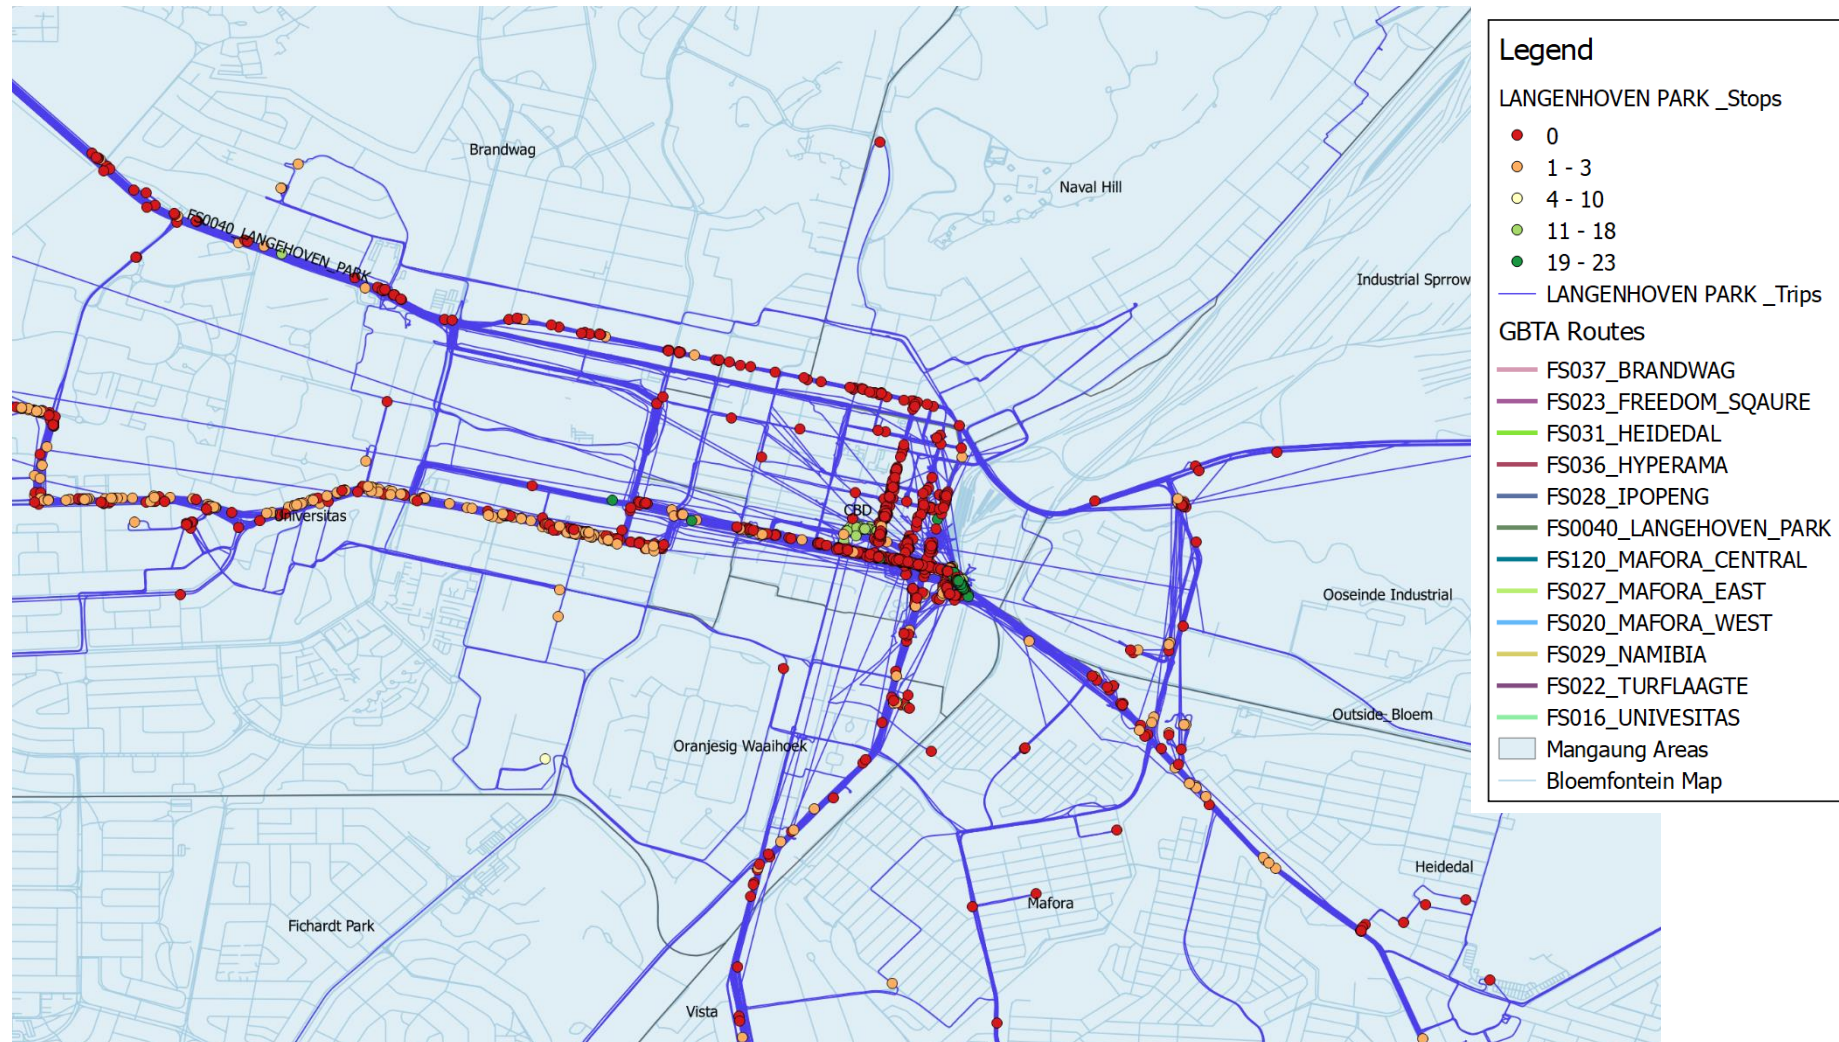 Brandwag
Naval Hill
FS0040_LANGEHOVEN_PARK
Industrial Sprrow
CBD
Universitas
Ooseinde Industrial
Outside_Bloem
Oranjesig Waaihoek
Heidedal
Mafora
Fichardt Park
Vista
Legend
LANGENHOVEN PARK _Stops
0
1 - 3
4 - 10
11 - 18
19 - 23
LANGENHOVEN PARK _Trips
GBTA Routes
FS037_BRANDWAG
FS023_FREEDOM_SQAURE
FS031_HEIDEDAL
FS036_HYPERAMA
FS028_IPOPENG
FS0040_LANGEHOVEN_PARK
FS120_MAFORA_CENTRAL
FS027_MAFORA_EAST
FS020_MAFORA_WEST
FS029_NAMIBIA
FS022_TURFLAAGTE
FS016_UNIVESITAS
Mangaung Areas
Bloemfontein Map